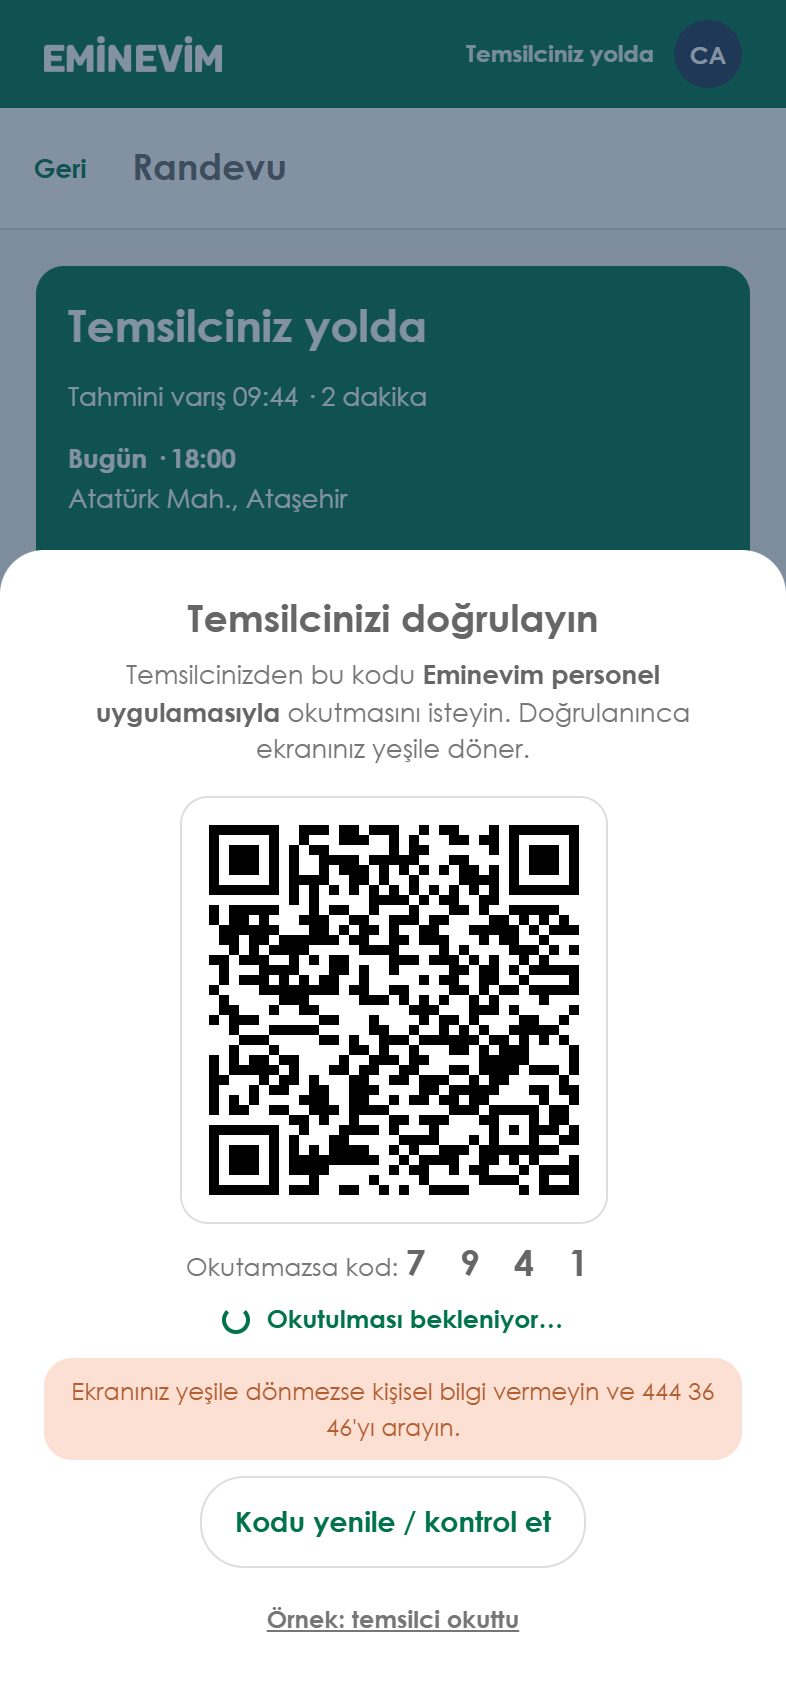 EMİNEVİM
Temsilciniz yolda
CA
Geri
Randevu
Temsilciniz yolda
Tahmini varış 09:44 · 2 dakika
Bugün · 18:00
Atatürk Mah., Ataşehir
Temsilcinizi doğrulayın
Temsilcinizden bu kodu Eminevim personel
uygulamasıyla okutmasını isteyin. Doğrulanınca
ekranınız yeşile döner.
Okutamazsa kod: 7 9 4 1
Okutulması bekleniyor...
Ekranınız yeşile dönmezse kişisel bilgi vermeyin ve 444 36
46'yı arayın.
Kodu yenile / kontrol et
Örnek: temsilci okuttu